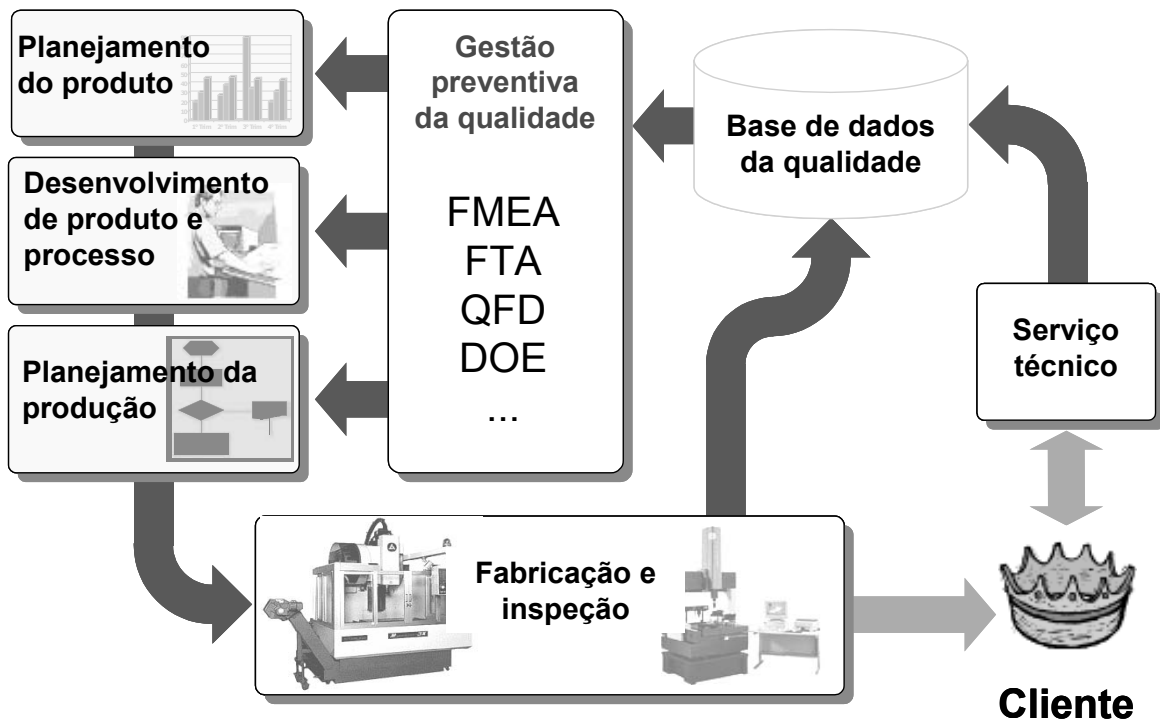 Planejamento
do produto
Desenvolvimento
de produto e
processo
Planejamento da
produção
Gestão
preventiva
da qualidade
FMEA
FTA
QFD
DOE
...
Base de dados
da qualidade
Serviço
técnico
Fabricação e
inspeção
Cliente